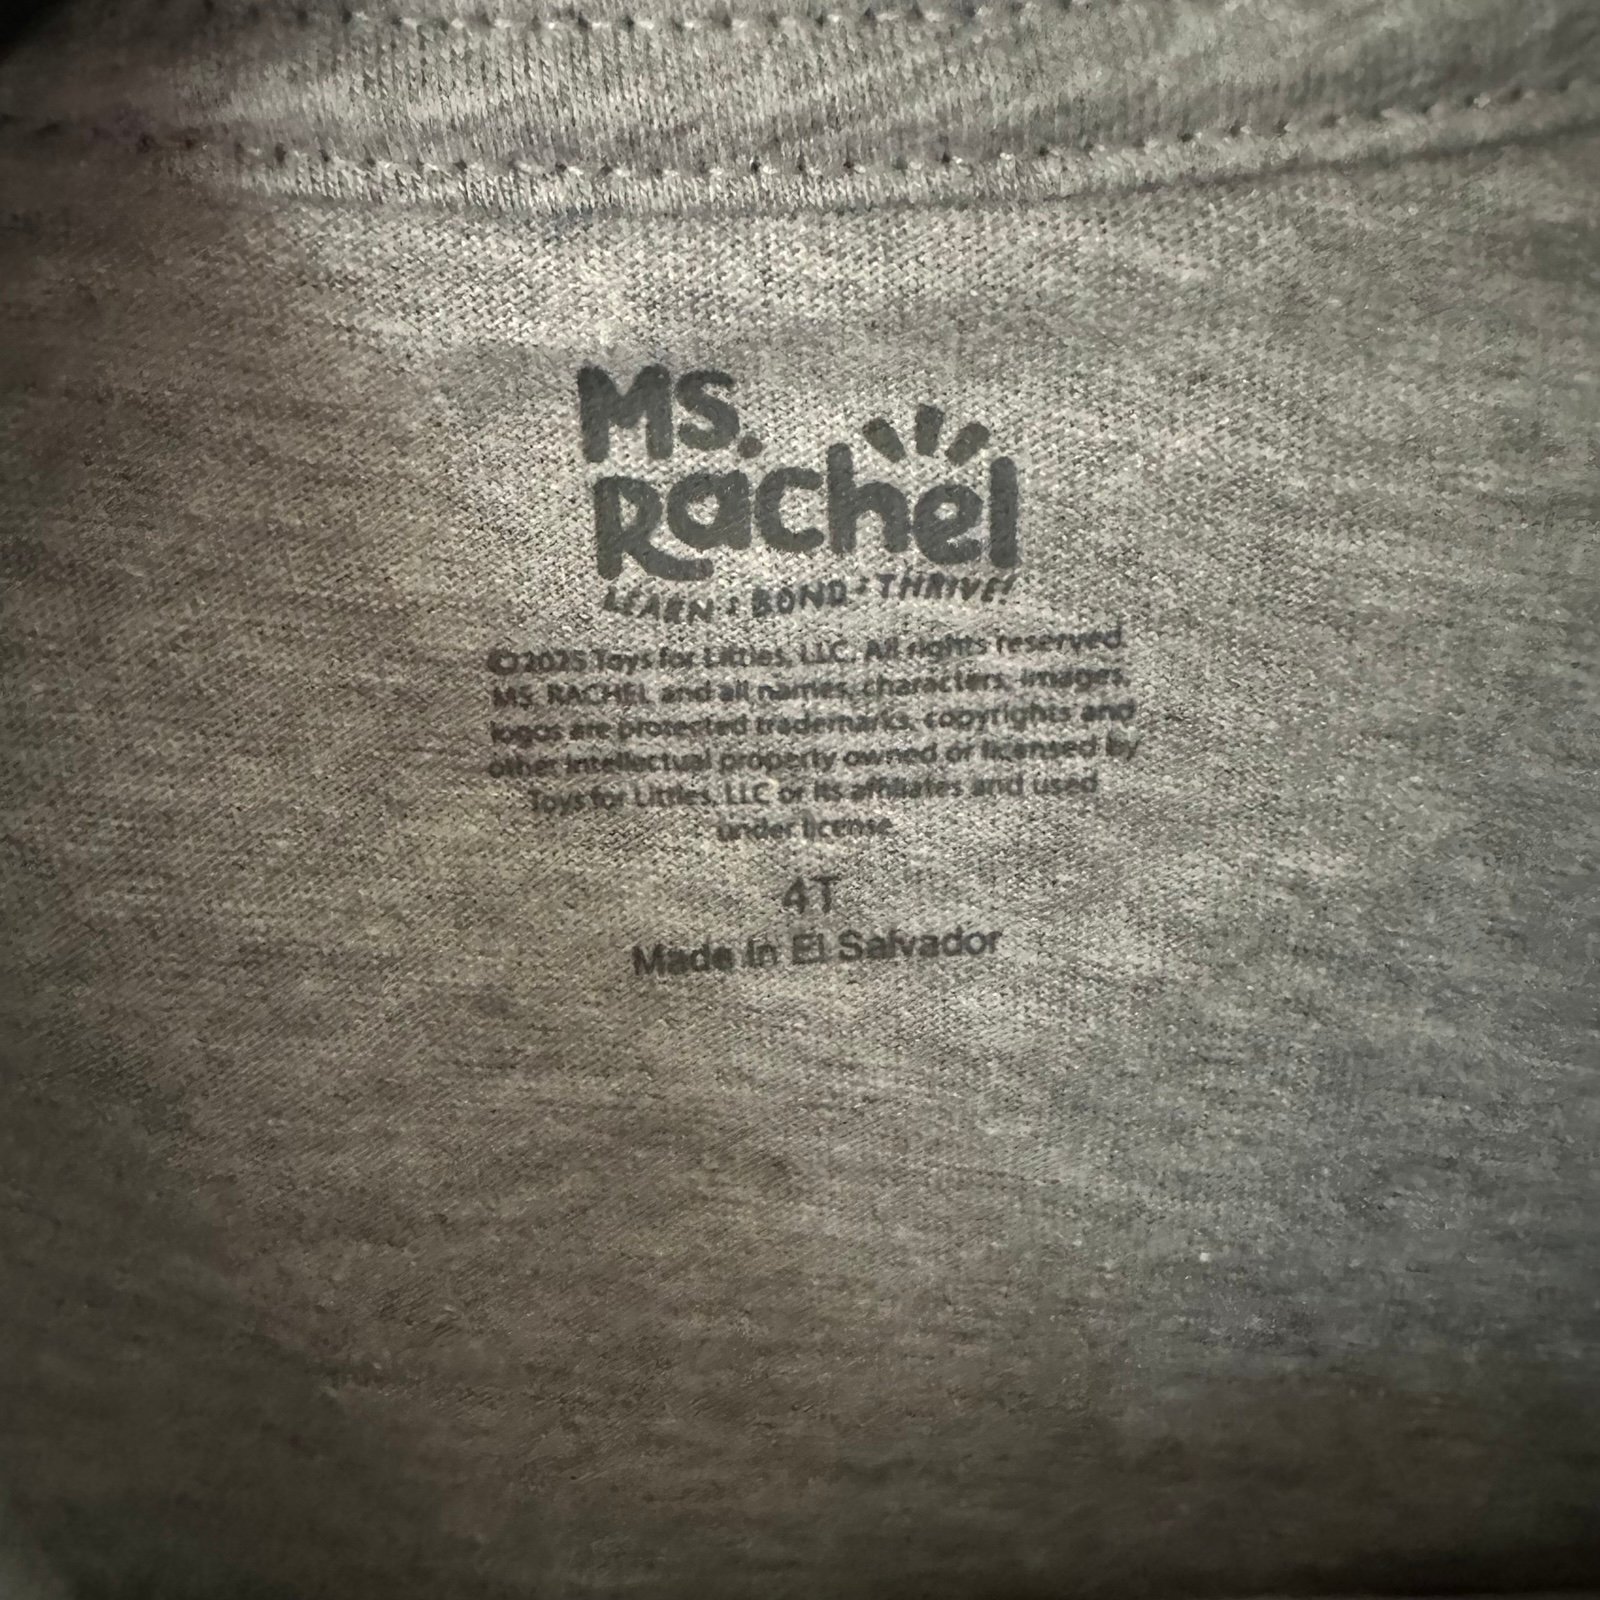 Ms.
Rachel
LEARN : BOND : THRIVE!
©2025 Toys for Littles, LLC. All rights reserved.
MS. RACHEL and all names, characters, images,
logos are protected trademarks, copyrights and
other intellectual property owned or licensed by
Toys for Littles, LLC or its affiliates and used
under license.
4T
Made In El Salvador